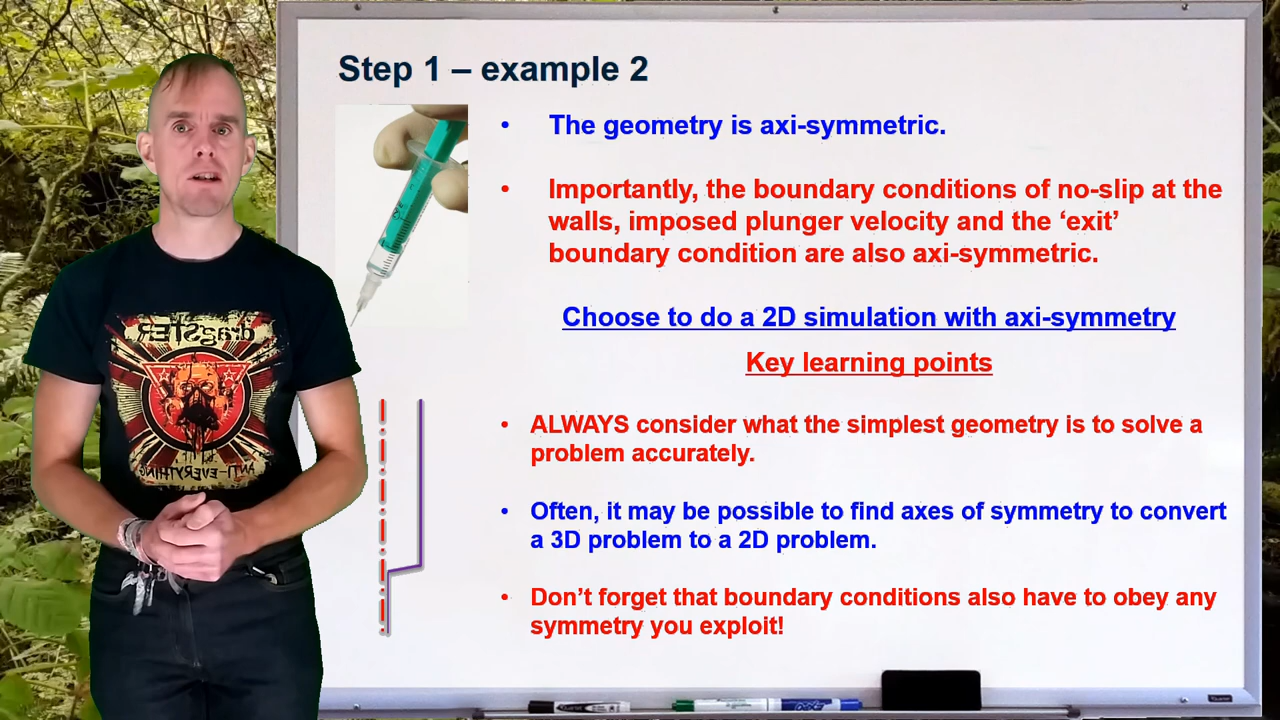 Step 1 – example 2
• The geometry is axi-symmetric.
• Importantly, the boundary conditions of no-slip at the
walls, imposed plunger velocity and the ‘exit’
boundary condition are also axi-symmetric.
Choose to do a 2D simulation with axi-symmetry
Key learning points
• ALWAYS consider what the simplest geometry is to solve a
problem accurately.
• Often, it may be possible to find axes of symmetry to convert
a 3D problem to a 2D problem.
• Don’t forget that boundary conditions also have to obey any
symmetry you exploit!
dragSTER
ANTI-EVERYTHING